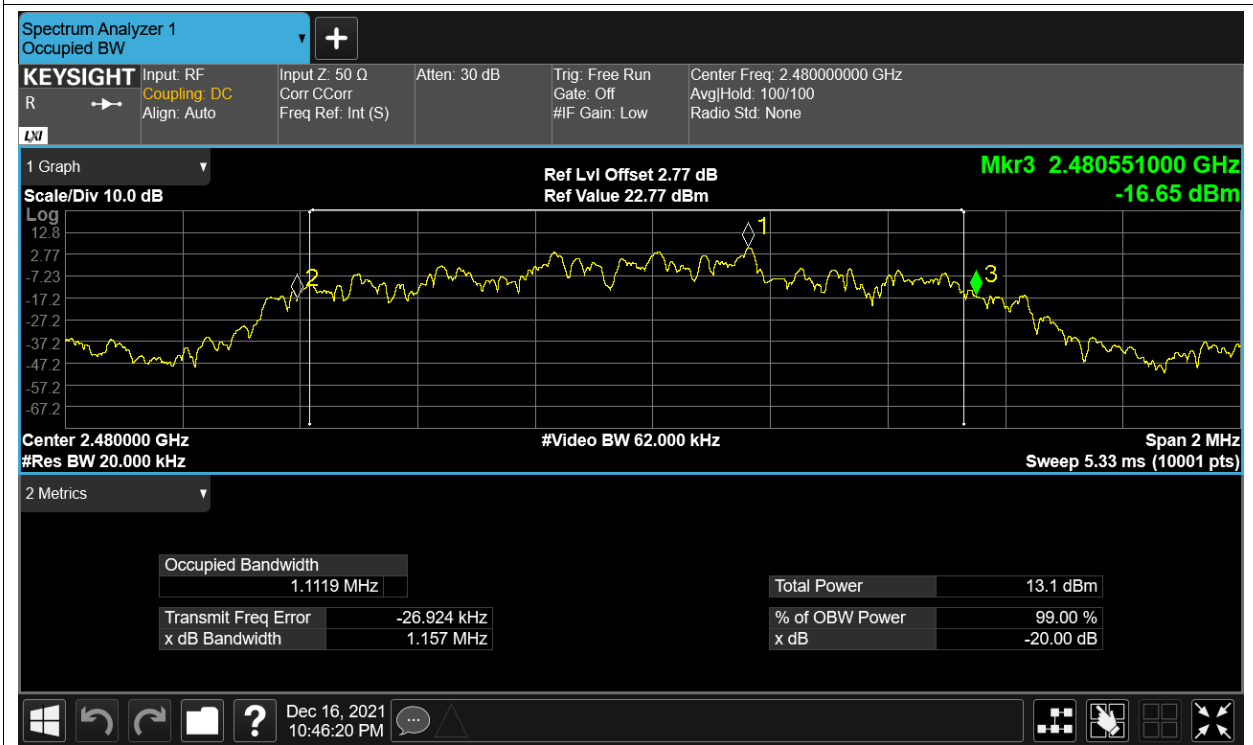 Spectrum Analyzer 1
Occupied BW
KEYSIGHT
R
LXI
Input: RF
Coupling: DC
Align: Auto
Input Z: 50 Ω
Corr CCorr
Freq Ref: Int (S)
Atten: 30 dB
Trig: Free Run
Gate: Off
#IF Gain: Low
Center Freq: 2.480000000 GHz
Avg|Hold: 100/100
Radio Std: None
1 Graph
Scale/Div 10.0 dB
Ref Lvl Offset 2.77 dB
Ref Value 22.77 dBm
Mkr3 2.480551000 GHz
-16.65 dBm
Log
12.8
2.77
-7.23
-17.2
-27.2
-37.2
-47.2
-57.2
-67.2
1
2
3
Center 2.480000 GHz
#Res BW 20.000 kHz
#Video BW 62.000 kHz
Span 2 MHz
Sweep 5.33 ms (10001 pts)
2 Metrics
Occupied Bandwidth
1.1119 MHz
Transmit Freq Error -26.924 kHz
x dB Bandwidth 1.157 MHz
Total Power 13.1 dBm
% of OBW Power 99.00 %
x dB -20.00 dB
?
Dec 16, 2021
10:46:20 PM